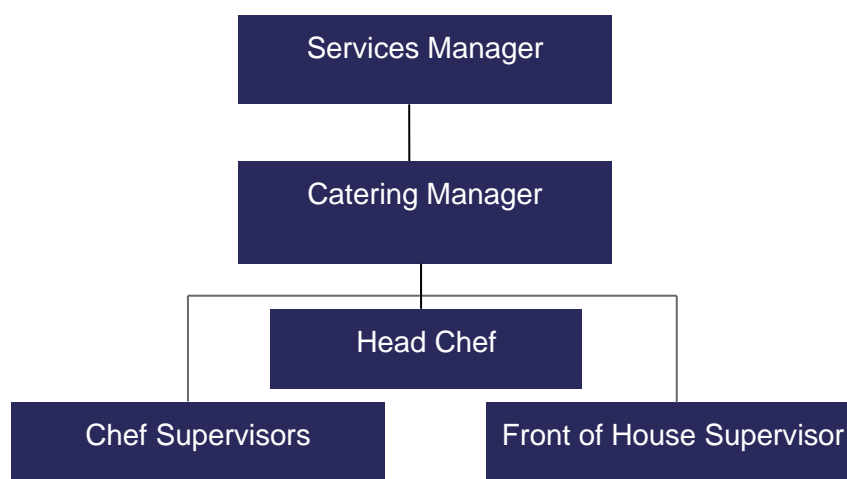 Services Manager
Catering Manager
Head Chef
Chef Supervisors
Front of House Supervisor